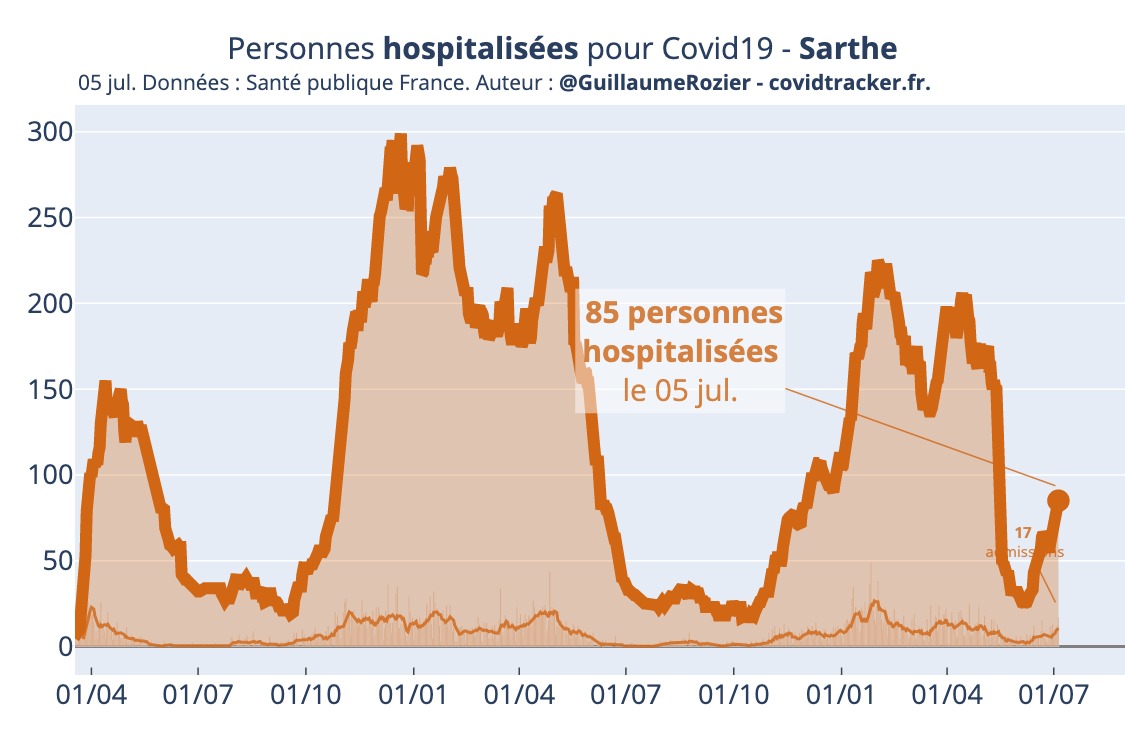 Personnes hospitalisées pour Covid19 - Sarthe
05 jul. Données : Santé publique France. Auteur : @GuillaumeRozier - covidtracker.fr.
300
250
200
150
100
50
0
85 personnes
hospitalisées
le 05 jul.
17
admissions
01/04 01/07 01/10 01/01 01/04 01/07 01/10 01/01 01/04 01/07